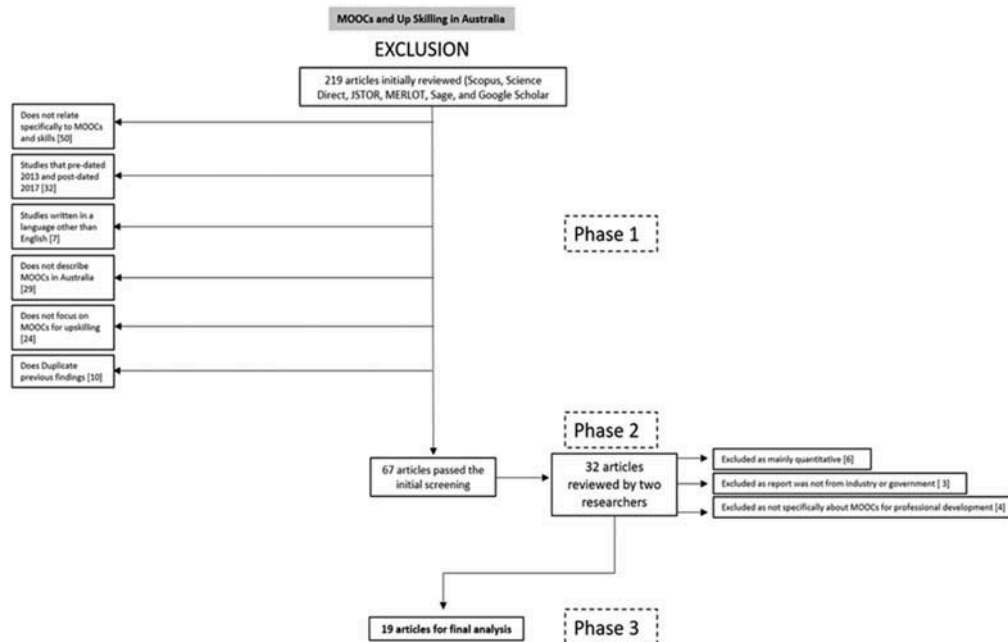 MOOCs and Up Skilling in Australia
EXCLUSION
219 articles initially reviewed (Scopus, Science
Direct, JSTOR, MERLOT, Sage, and Google Scholar
Does not relate
specifically to MOOCs
and skills [50]
Studies that pre-dated
2013 and post-dated
2017 [32]
Studies written in a
language other than
English [7]
Does not describe
MOOCs in Australia
[29]
Does not focus on
MOOCs for upskilling
[24]
Does Duplicate
previous findings [10]
Phase 1
Phase 2
67 articles passed the
initial screening
32 articles
reviewed by two
researchers
Excluded as mainly quantitative [6]
Excluded as report was not from industry or government [ 3]
Excluded as not specifically about MOOCs for professional development [4]
19 articles for final analysis
Phase 3